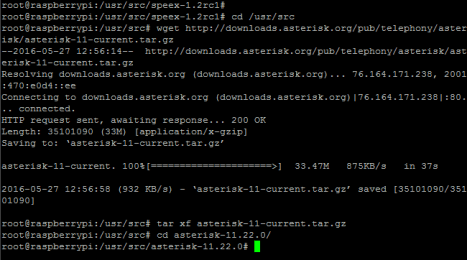 root@raspberrypi:/usr/src/speex-1.2rc1#
root@raspberrypi:/usr/src/speex-1.2rc1# cd /usr/src
root@raspberrypi:/usr/src# wget http://downloads.asterisk.org/pub/telephony/aster
isk/asterisk-11-current.tar.gz
--2016-05-27 12:56:14--  http://downloads.asterisk.org/pub/telephony/asterisk/ast
erisk-11-current.tar.gz
Resolving downloads.asterisk.org (downloads.asterisk.org)... 76.164.171.238, 2001
:470:e0d4::ee
Connecting to downloads.asterisk.org (downloads.asterisk.org)|76.164.171.238|:80.
.. connected.
HTTP request sent, awaiting response... 200 OK
Length: 35101090 (33M) [application/x-gzip]
Saving to: ‘asterisk-11-current.tar.gz’
asterisk-11-current. 100%[=====================>]  33.47M   875KB/s   in 37s
2016-05-27 12:56:58 (932 KB/s) - ‘asterisk-11-current.tar.gz’ saved [35101090/351
01090]
root@raspberrypi:/usr/src# tar xf asterisk-11-current.tar.gz
root@raspberrypi:/usr/src# cd asterisk-11.22.0/
root@raspberrypi:/usr/src/asterisk-11.22.0#